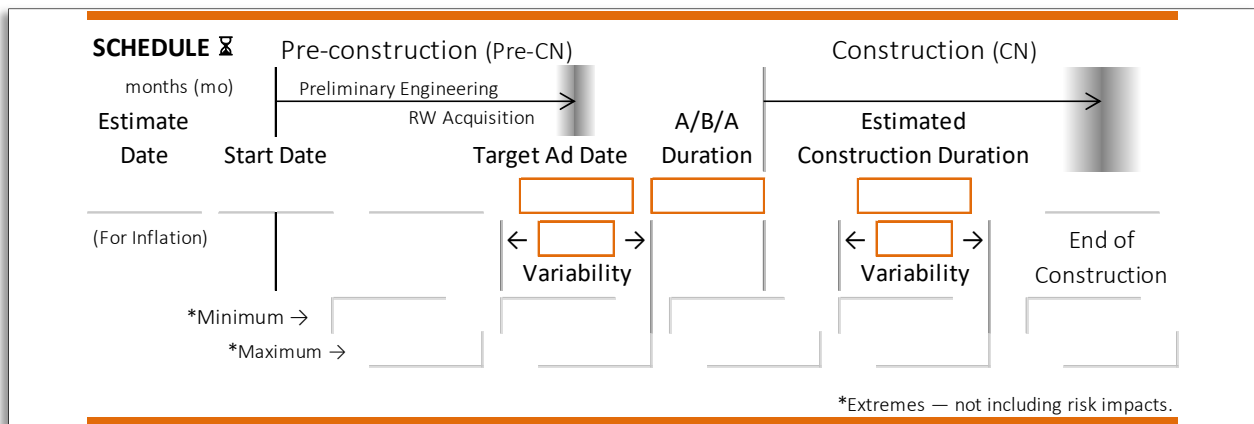 SCHEDULE ⌛ Pre-construction (Pre-CN) Construction (CN)
months (mo) Preliminary Engineering
RW Acquisition
Estimate Date
Start Date
Target Ad Date
A/B/A Duration
Estimated Construction Duration
(For Inflation)
← → Variability
← → Variability
End of Construction
*Minimum →
*Maximum →
*Extremes — not including risk impacts.